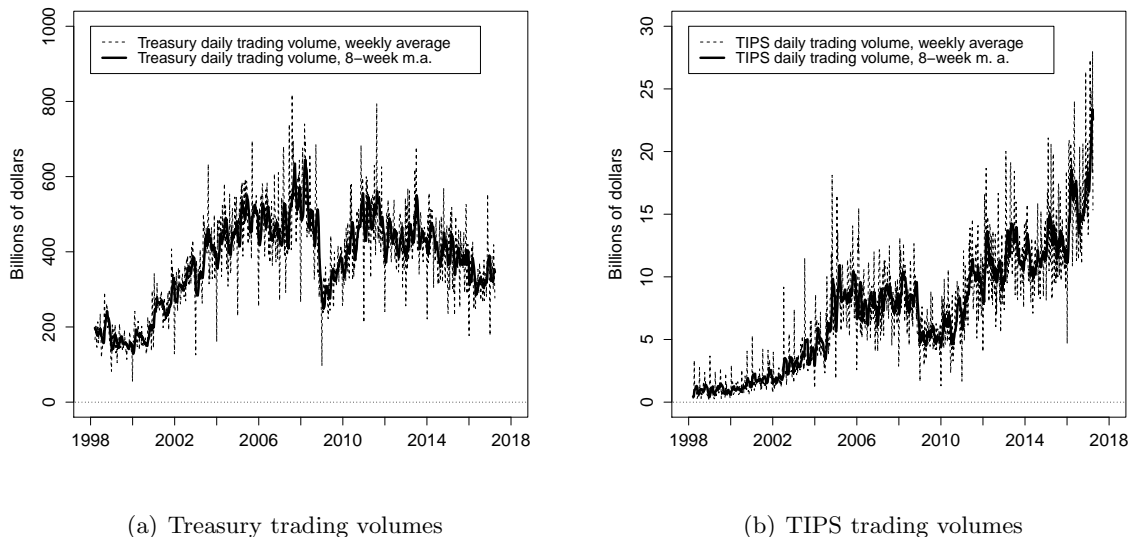 1998 2002 2006 2010 2014 2018
0 200 400 600 800 1000
Billions of dollars
Treasury daily trading volume, weekly average
Treasury daily trading volume, 8−week m.a.
(a) Treasury trading volumes
1998 2002 2006 2010 2014 2018
0 5 10 15 20 25 30
Billions of dollars
TIPS daily trading volume, weekly average
TIPS daily trading volume, 8−week m. a.
(b) TIPS trading volumes